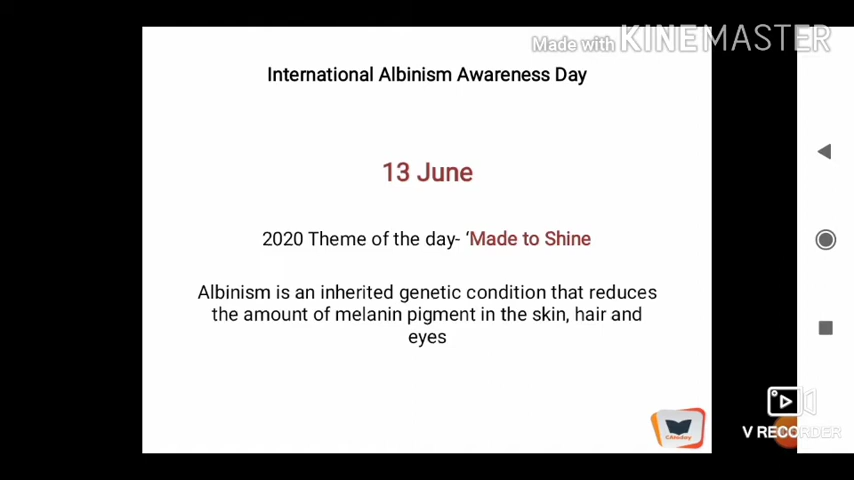 Made with KINEMASTER
International Albinism Awareness Day
13 June
2020 Theme of the day- ‘Made to Shine
Albinism is an inherited genetic condition that reduces
the amount of melanin pigment in the skin, hair and
eyes
CAnoday
V RECORDER